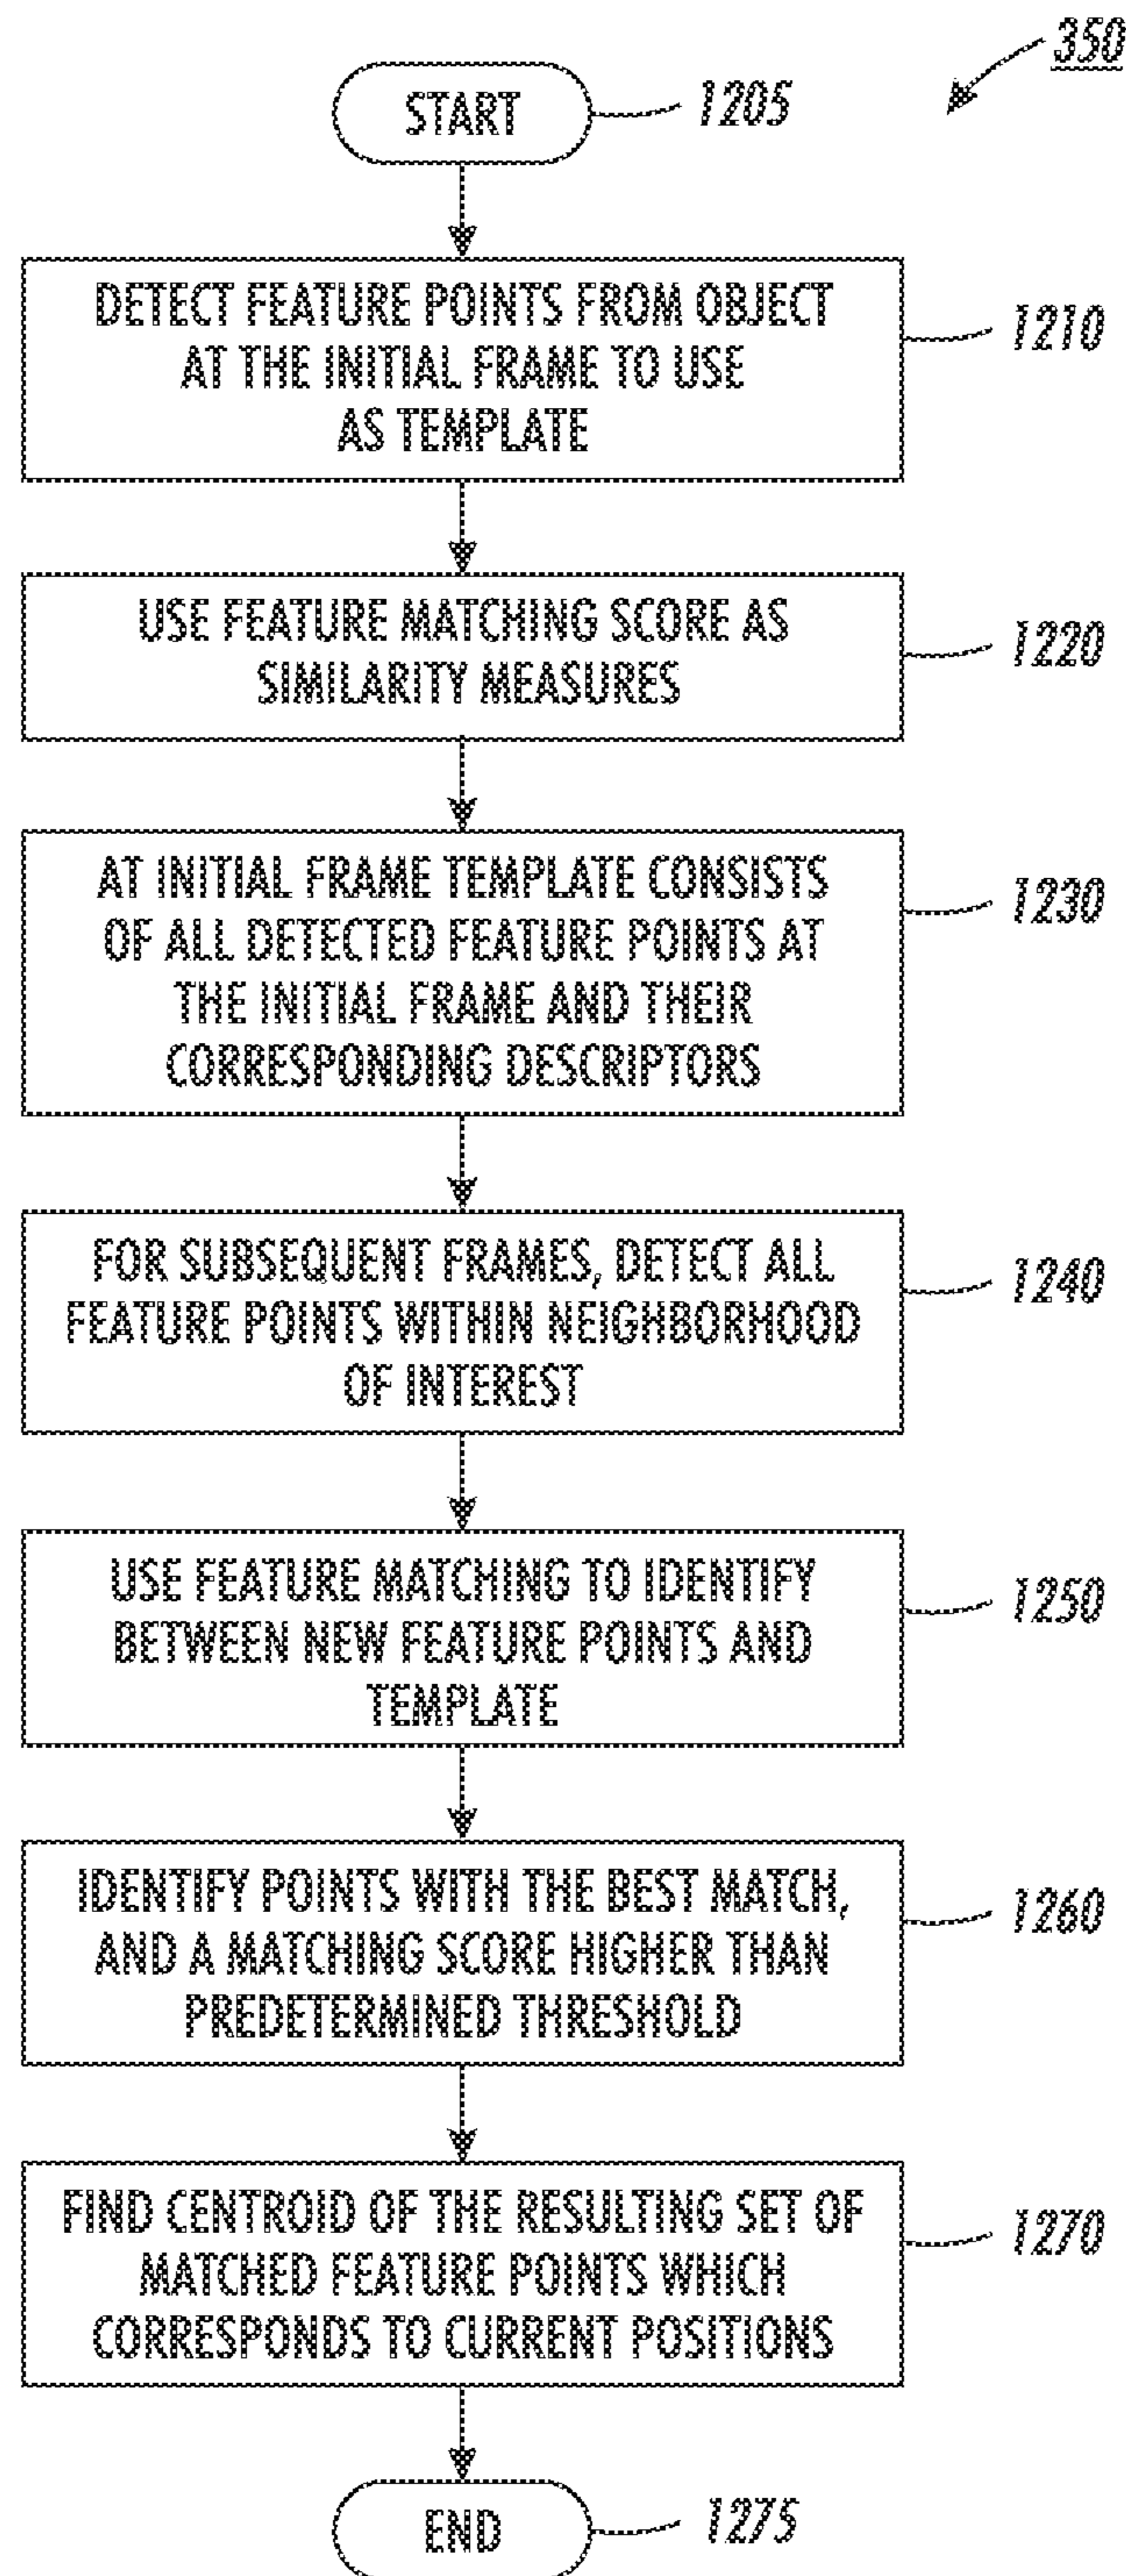 350
START
1205
DETECT FEATURE POINTS FROM OBJECT
AT THE INITIAL FRAME TO USE
AS TEMPLATE
1210
USE FEATURE MATCHING SCORE AS
SIMILARITY MEASURES
1220
AT INITIAL FRAME TEMPLATE CONSISTS
OF ALL DETECTED FEATURE POINTS AT
THE INITIAL FRAME AND THEIR
CORRESPONDING DESCRIPTORS
1230
FOR SUBSEQUENT FRAMES, DETECT ALL
FEATURE POINTS WITHIN NEIGHBORHOOD
OF INTEREST
1240
USE FEATURE MATCHING TO IDENTIFY
BETWEEN NEW FEATURE POINTS AND
TEMPLATE
1250
IDENTIFY POINTS WITH THE BEST MATCH,
AND A MATCHING SCORE HIGHER THAN
PREDETERMINED THRESHOLD
1260
FIND CENTROID OF THE RESULTING SET OF
MATCHED FEATURE POINTS WHICH
CORRESPONDS TO CURRENT POSITIONS
1270
END
1275